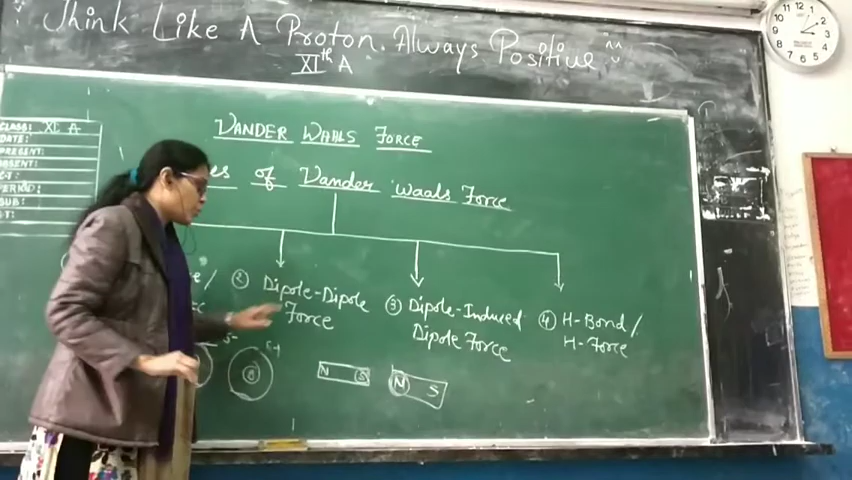 Think Like A Proton. Always Positive
XIth A
CLASS: XI A
DATE:
PRESENT:
ABSENT:
C.T:
PERIOD:
SUB:
VANDER WAALS FORCE
es of Vander waals Force
② Dipole-Dipole Force
③ Dipole-Induced Dipole Force
④ H-Bond/ H-Force
N S
N S